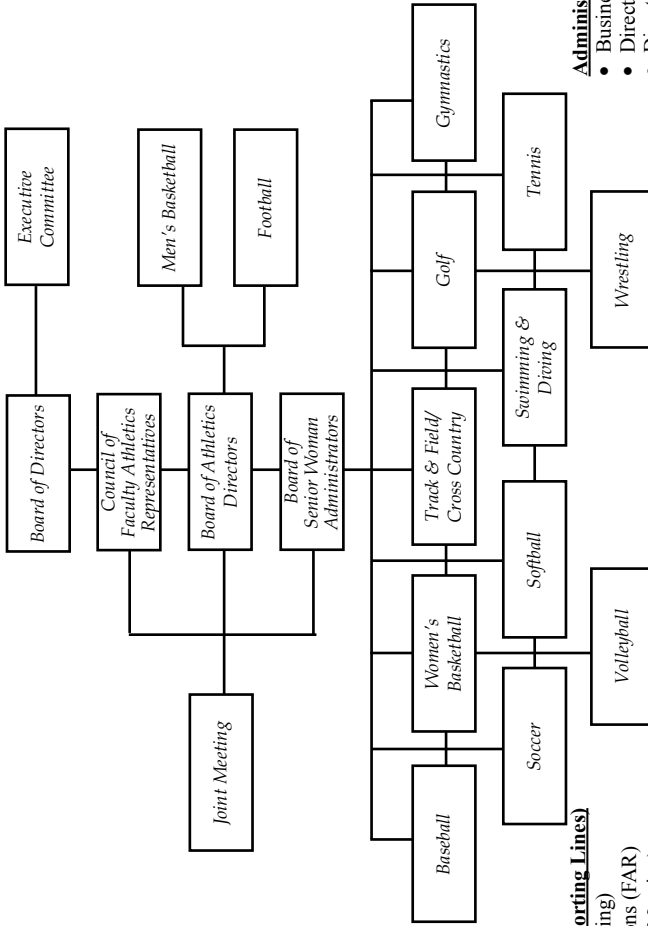 Board of Directors
Executive
Committee
Council of
Faculty Athletics
Representatives
Joint Meeting
Board of Athletics
Directors
Men's Basketball
Football
Board of
Senior Woman
Administrators
Baseball
Women's
Basketball
Track & Field/
Cross Country
Golf
Gymnastics
Soccer
Softball
Swimming &
Diving
Tennis
Volleyball
Wrestling
orting Lines)
ing)
ns (FAR)
Adminis
• Busine
• Direct